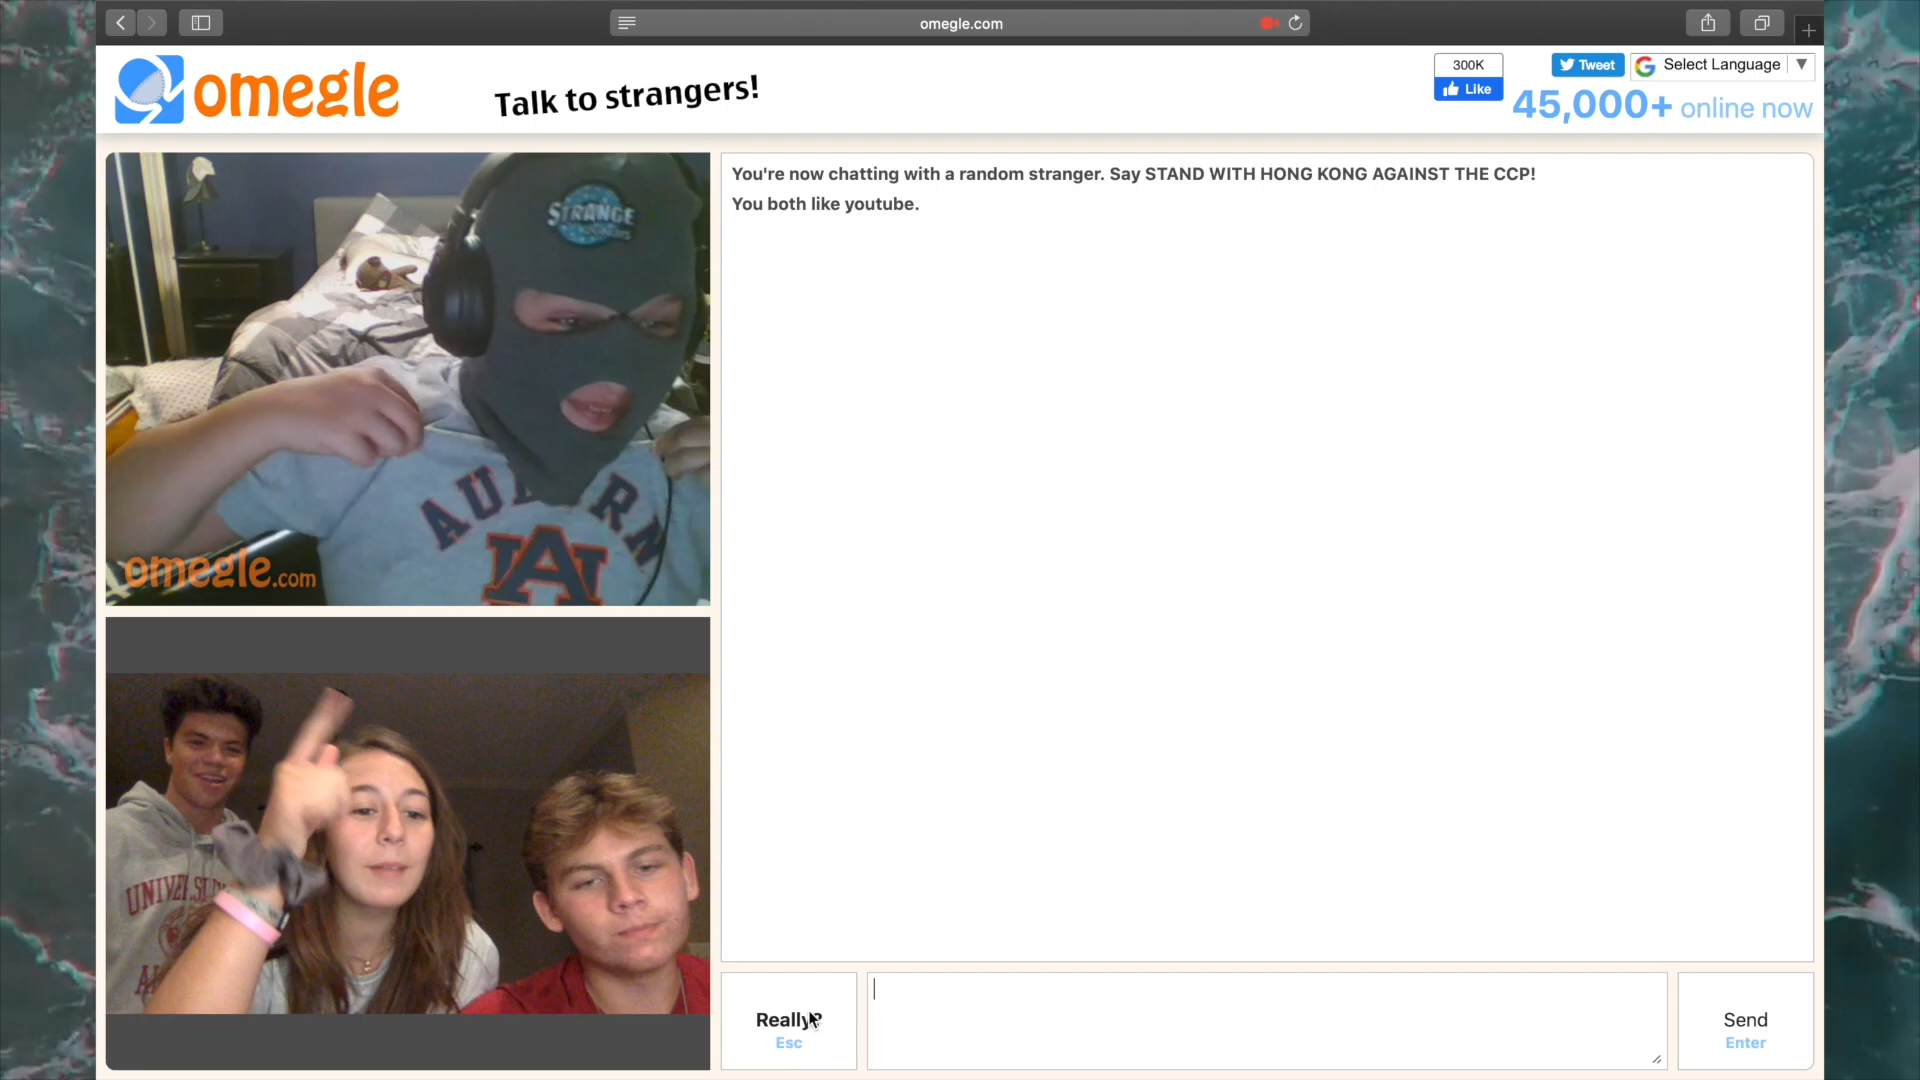 omegle.com
omegle
Talk to strangers!
300K
Like
Tweet
Select Language
45,000+ online now
You're now chatting with a random stranger. Say STAND WITH HONG KONG AGAINST THE CCP!
You both like youtube.
STRANGE
AUBURN
AU
omegle.com
Really?
Esc
Send
Enter